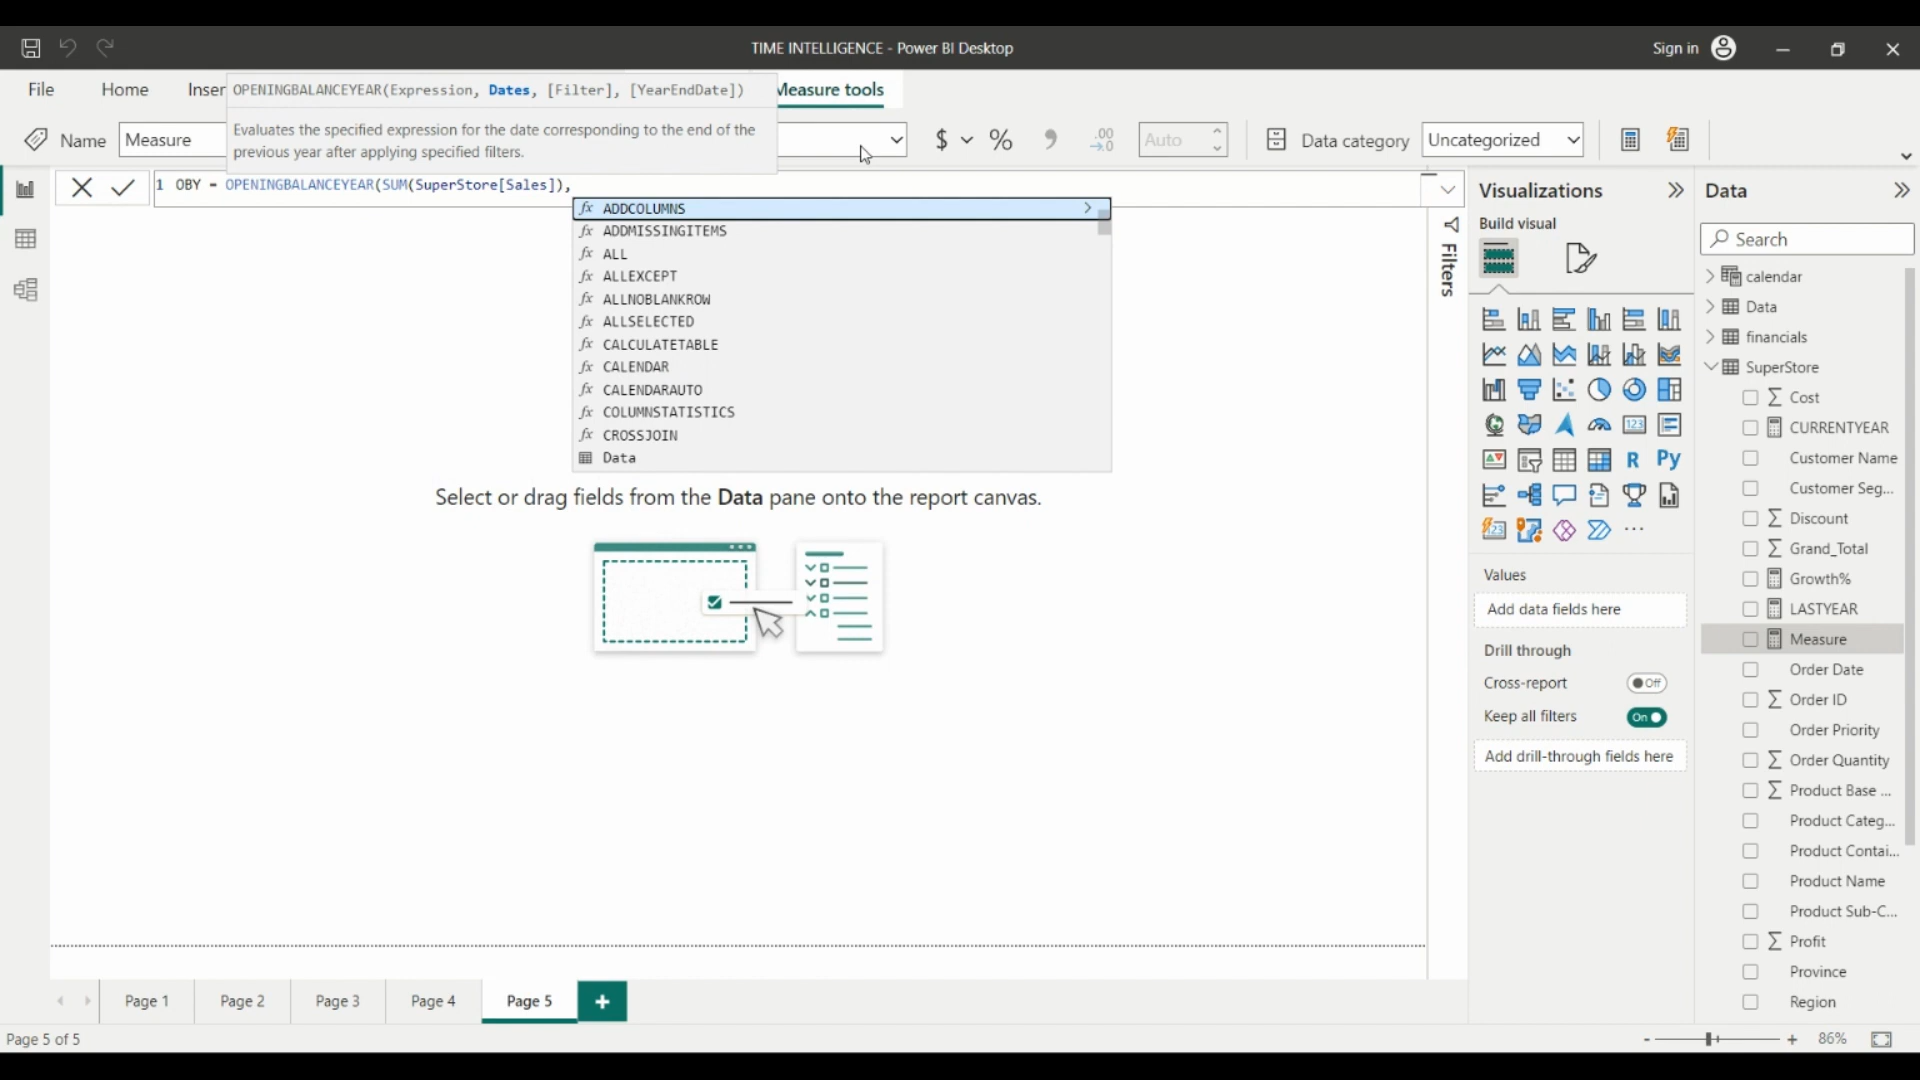 TIME INTELLIGENCE - Power BI Desktop
Sign in
File
Home
Inser
Measure tools
OPENINGBALANCEYEAR(Expression, Dates, [Filter], [YearEndDate])
Evaluates the specified expression for the date corresponding to the end of the
previous year after applying specified filters.
Name
Measure
$
%
Auto
Data category
Uncategorized
1 OBY = OPENINGBALANCEYEAR(SUM(SuperStore[Sales]),
ADDCOLUMNS
ADDMISSINGITEMS
ALL
ALLEXCEPT
ALLNOBLANKROW
ALLSELECTED
CALCULATETABLE
CALENDAR
CALENDARAUTO
COLUMNSTATISTICS
CROSSJOIN
Data
Select or drag fields from the Data pane onto the report canvas.
Filters
Visualizations
Build visual
R
Py
Values
Add data fields here
Drill through
Cross-report
Off
Keep all filters
On
Add drill-through fields here
Data
Search
calendar
Data
financials
SuperStore
Cost
CURRENTYEAR
Customer Name
Customer Seg...
Discount
Grand_Total
Growth%
LASTYEAR
Measure
Order Date
Order ID
Order Priority
Order Quantity
Product Base ...
Product Categ...
Product Contai...
Product Name
Product Sub-C...
Profit
Province
Region
Page 1
Page 2
Page 3
Page 4
Page 5
Page 5 of 5
86%